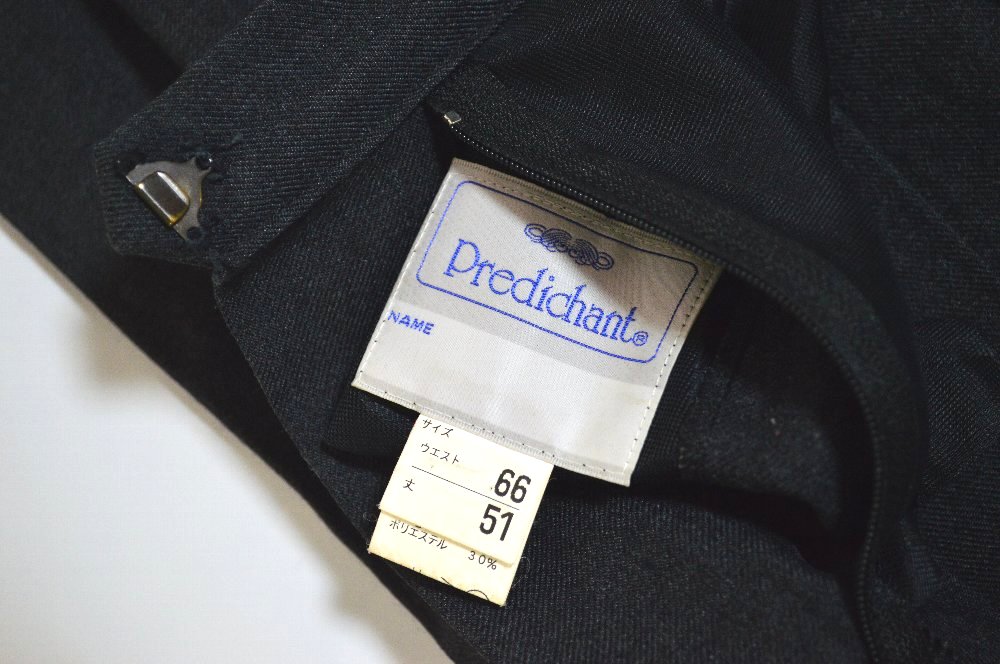 Predichant®
NAME
サイズ
ウエスト 66
丈 51
ポリエステル 30%